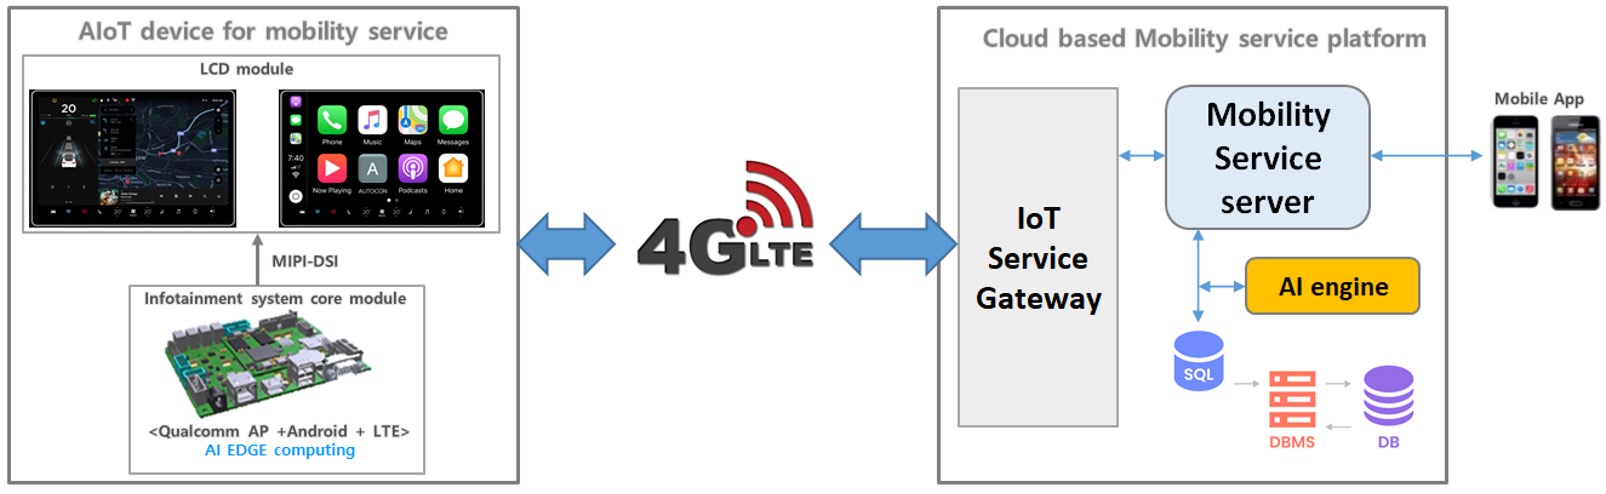 AIoT device for mobility service
LCD module
20
Phone
Music
Maps
Messages
7:40
Now Playing
A
AUTOCON
Podcasts
Home
MIPI-DSI
Infotainment system core module
<Qualcomm AP +Android + LTE>
AI EDGE computing
4G LTE
Cloud based Mobility service platform
IoT
Service
Gateway
Mobility
Service
server
AI engine
SQL
DBMS
DB
Mobile App